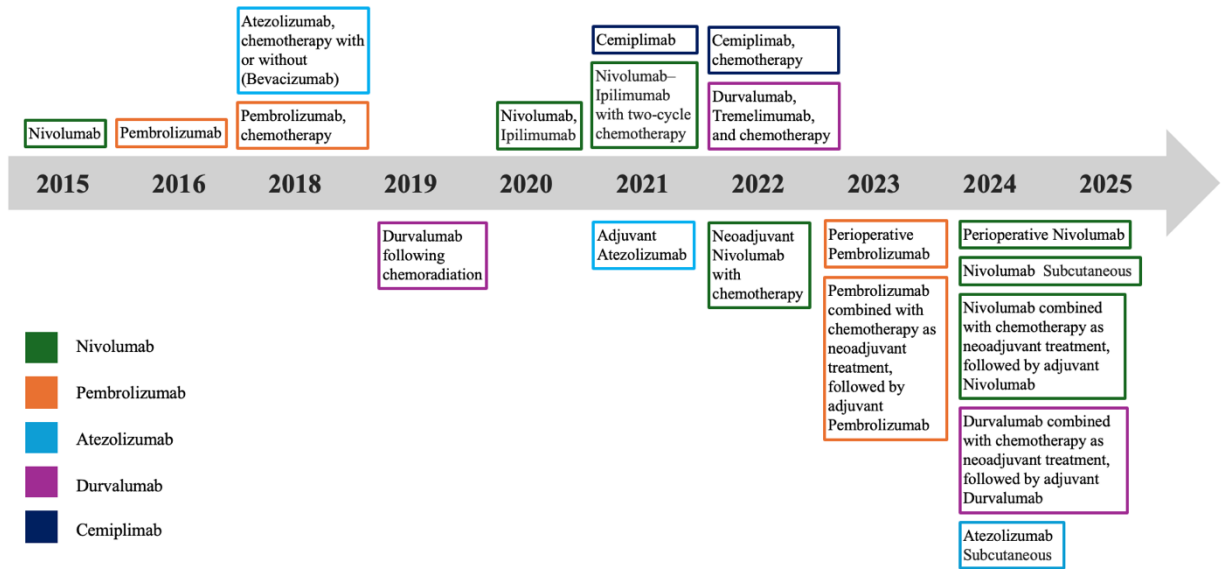 Atezolizumab,
chemotherapy with
or without
(Bevacizumab)
Cemiplimab
Cemiplimab,
chemotherapy
Nivolumab
Pembrolizumab
Pembrolizumab,
chemotherapy
Nivolumab,
Ipilimumab
Nivolumab–
Ipilimumab
with two-cycle
chemotherapy
Durvalumab,
Tremelimumab,
and chemotherapy
2015 2016 2018 2019 2020 2021 2022 2023 2024 2025
Durvalumab
following
chemoradiation
Adjuvant
Atezolizumab
Neoadjuvant
Nivolumab
with
chemotherapy
Perioperative
Pembrolizumab
Pembrolizumab
combined with
chemotherapy as
neoadjuvant
treatment,
followed by
adjuvant
Pembrolizumab
Perioperative Nivolumab
Nivolumab Subcutaneous
Nivolumab combined
with chemotherapy as
neoadjuvant treatment,
followed by adjuvant
Nivolumab
Durvalumab combined
with chemotherapy as
neoadjuvant treatment,
followed by adjuvant
Durvalumab
Atezolizumab
Subcutaneous
Nivolumab
Pembrolizumab
Atezolizumab
Durvalumab
Cemiplimab